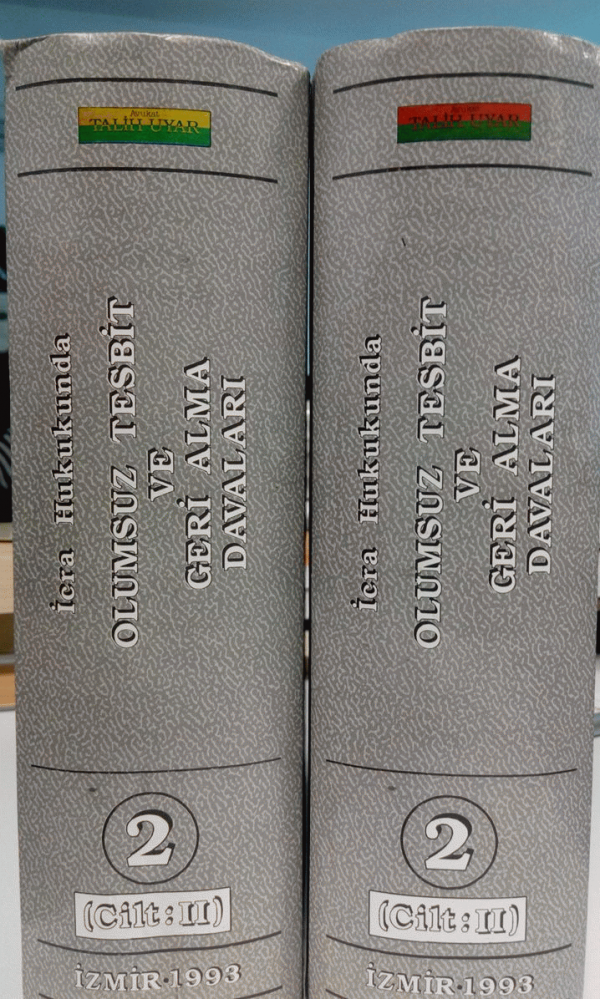 Avukat
TALİH UYAR
İcra Hukukunda
OLUMSUZ TESBİT
VE
GERİ ALMA
DAVALARI
2
(Cilt : II)
İZMİR·1993
Avukat
TALİH UYAR
İcra Hukukunda
OLUMSUZ TESBİT
VE
GERİ ALMA
DAVALARI
2
(Cilt : II)
İZMİR·1993